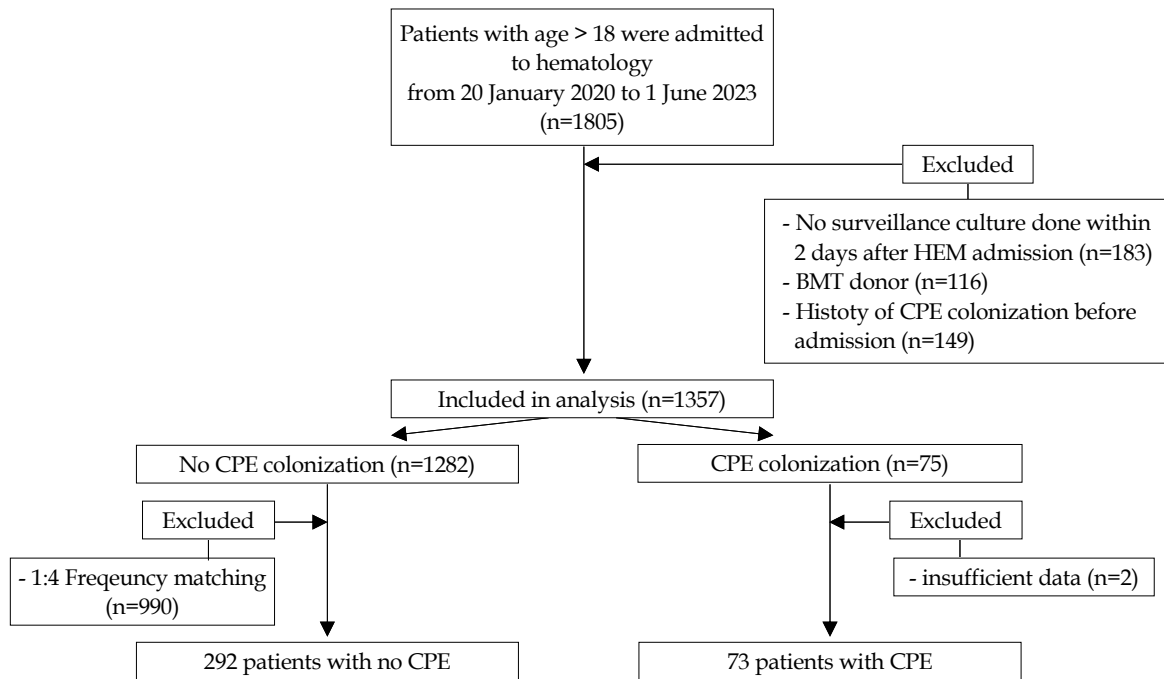 Patients with age > 18 were admitted
to hematology
from 20 January 2020 to 1 June 2023
(n=1805)
Excluded
- No surveillance culture done within
2 days after HEM admission (n=183)
- BMT donor (n=116)
- Histoty of CPE colonization before
admission (n=149)
Included in analysis (n=1357)
No CPE colonization (n=1282)
CPE colonization (n=75)
Excluded
Excluded
- 1:4 Freqeuncy matching
(n=990)
- insufficient data (n=2)
292 patients with no CPE
73 patients with CPE